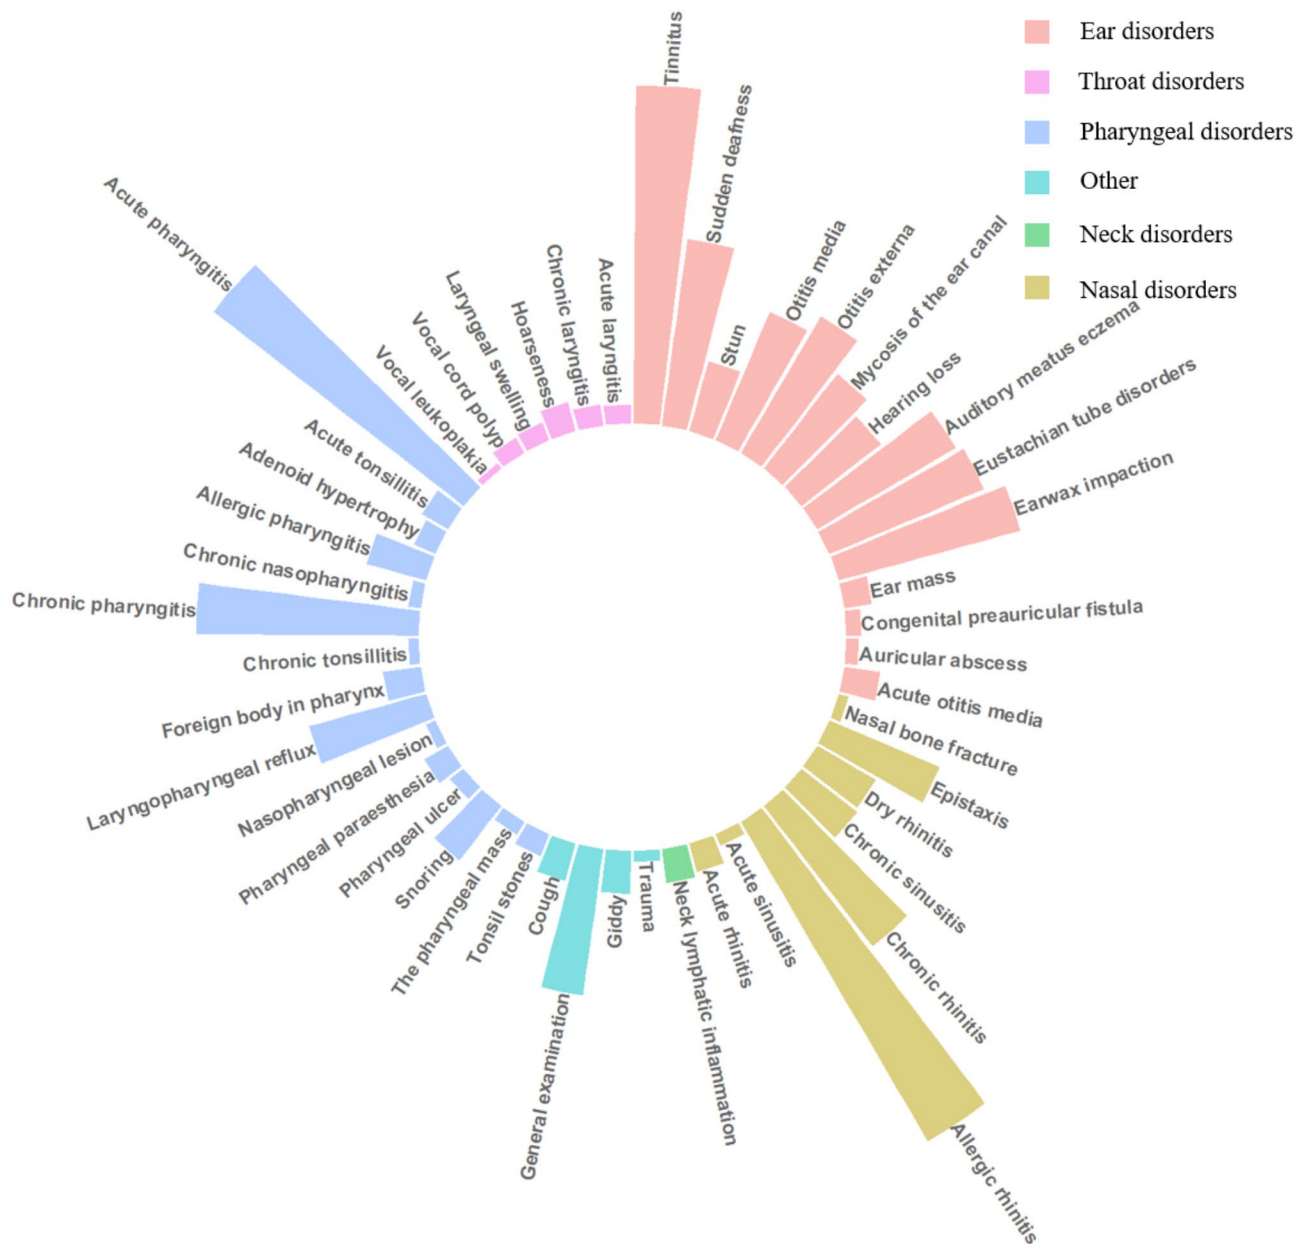 Ear disorders
Throat disorders
Pharyngeal disorders
Other
Neck disorders
Nasal disorders
Tinnitus
Sudden deafness
Stun
Otitis media
Otitis externa
Mycosis of the ear canal
Hearing loss
Auditory meatus eczema
Eustachian tube disorders
Earwax impaction
Ear mass
Congenital preauricular fistula
Auricular abscess
Acute otitis media
Nasal bone fracture
Epistaxis
Dry rhinitis
Chronic sinusitis
Chronic rhinitis
Allergic rhinitis
Acute sinusitis
Acute rhinitis
Neck lymphatic inflammation
Trauma
Giddy
General examination
Cough
Tonsil stones
The pharyngeal mass
Snoring
Pharyngeal ulcer
Pharyngeal paraesthesia
Nasopharyngeal lesion
Laryngopharyngeal reflux
Foreign body in pharynx
Chronic tonsillitis
Chronic pharyngitis
Chronic nasopharyngitis
Allergic pharyngitis
Adenoid hypertrophy
Acute tonsillitis
Acute pharyngitis
Vocal leukoplakia
Vocal cord polyp
Laryngeal swelling
Hoarseness
Chronic laryngitis
Acute laryngitis